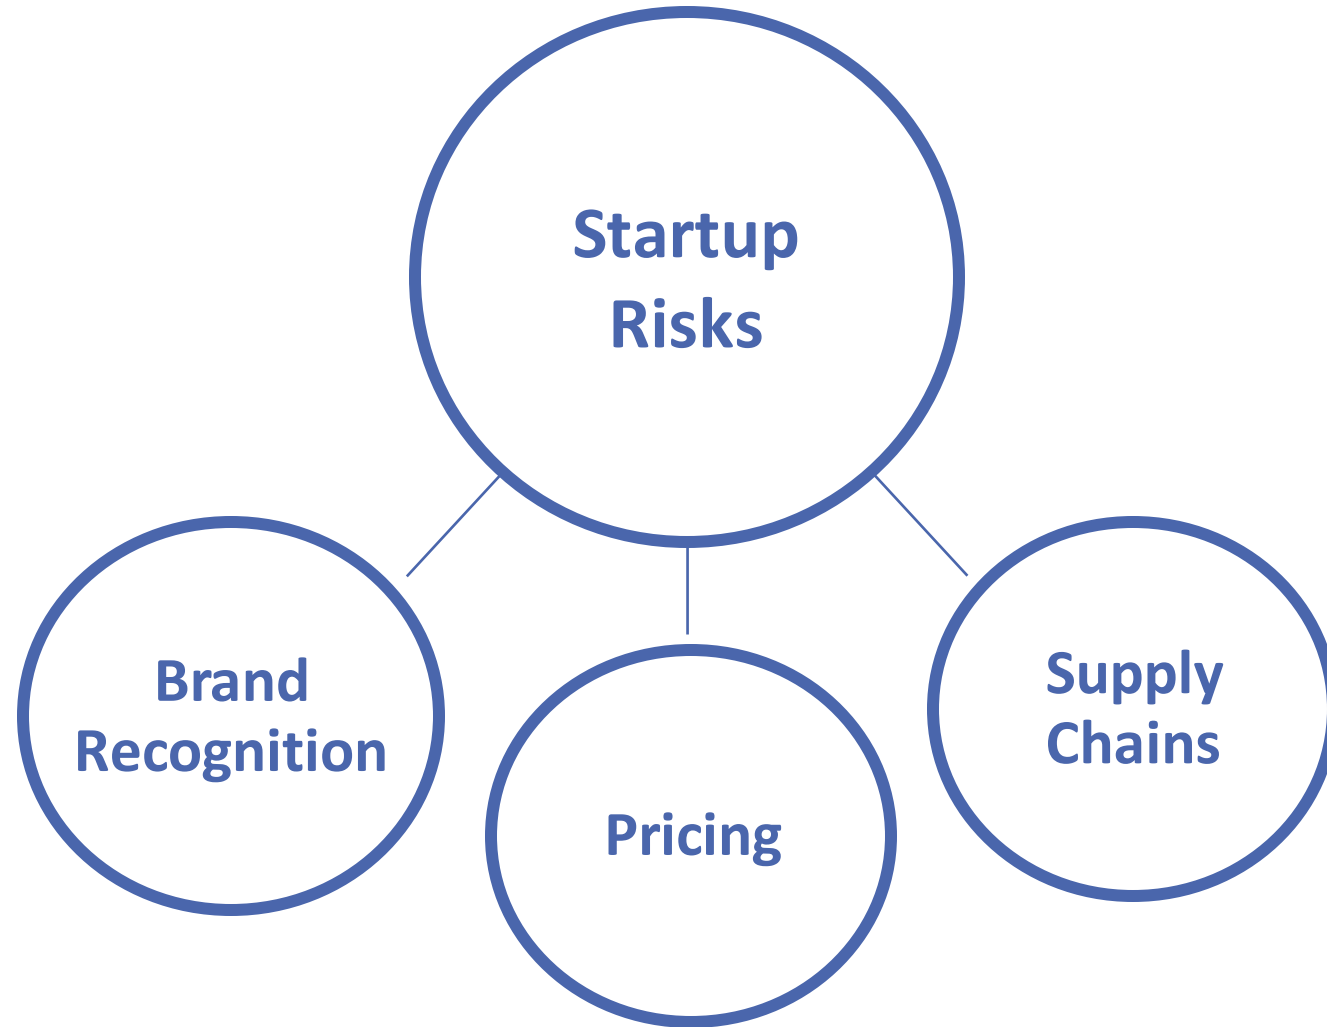 Startup
Risks
Brand
Recognition
Pricing
Supply
Chains